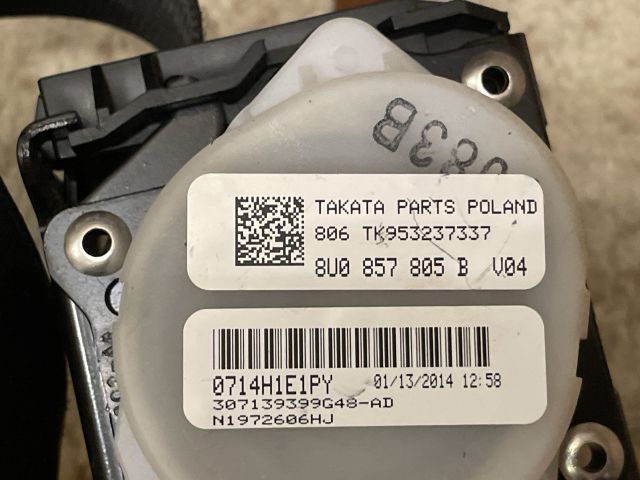 083B
TAKATA PARTS POLAND
806 TK953237337
8U0 857 805 B V04
0714H1E1PY 01/13/2014 12:58
307139399G48-AD
N1972606HJ